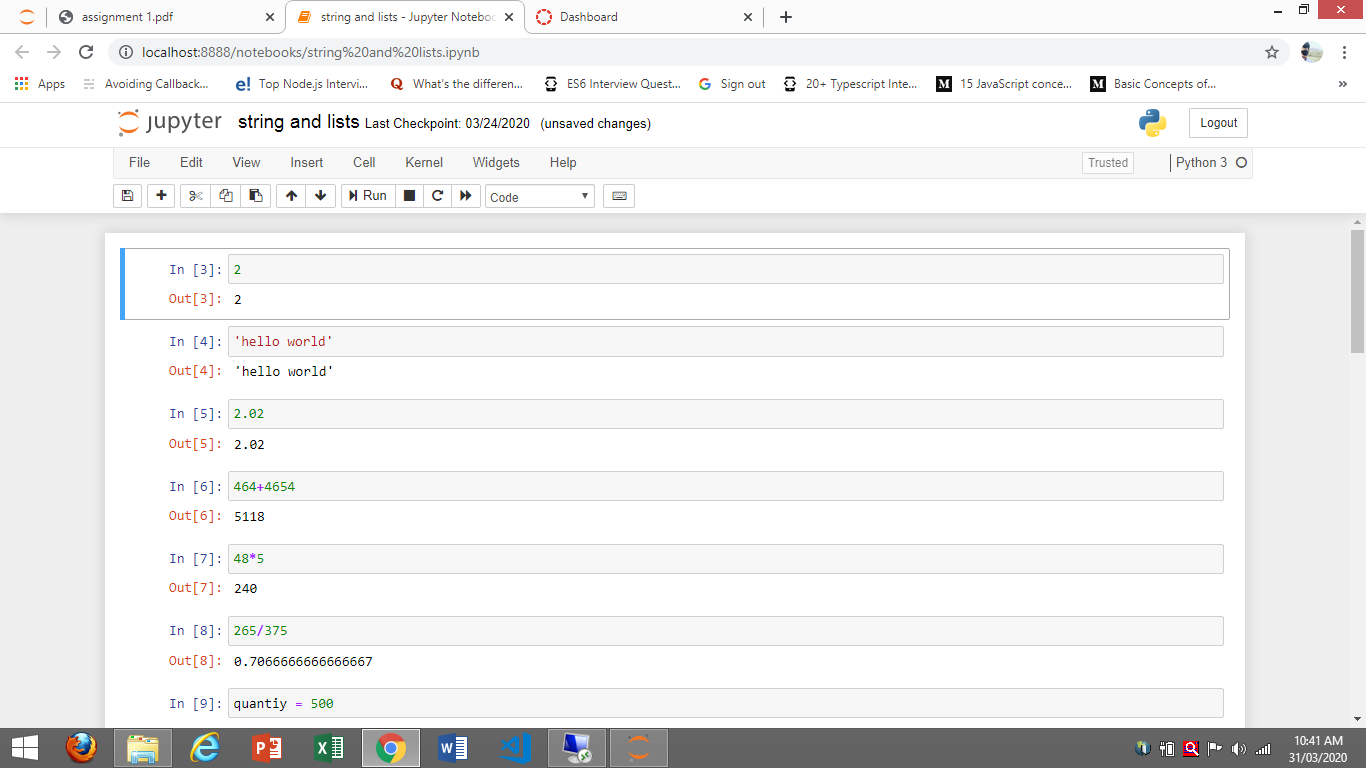 assignment 1.pdf
string and lists - Jupyter Notebo
Dashboard
localhost:8888/notebooks/string%20and%20lists.ipynb
Apps
Avoiding Callback...
e! Top Node.js Intervi...
Q What's the differen...
ES6 Interview Quest...
G Sign out
20+ Typescript Inte...
M 15 JavaScript conce...
M Basic Concepts of...
»
jupyter string and lists Last Checkpoint: 03/24/2020 (unsaved changes)
Logout
File Edit View Insert Cell Kernel Widgets Help
Trusted
Python 3
Run
Code
In [3]: 2
Out[3]: 2
In [4]: 'hello world'
Out[4]: 'hello world'
In [5]: 2.02
Out[5]: 2.02
In [6]: 464+4654
Out[6]: 5118
In [7]: 48*5
Out[7]: 240
In [8]: 265/375
Out[8]: 0.7066666666666667
In [9]: quantiy = 500
10:41 AM
31/03/2020